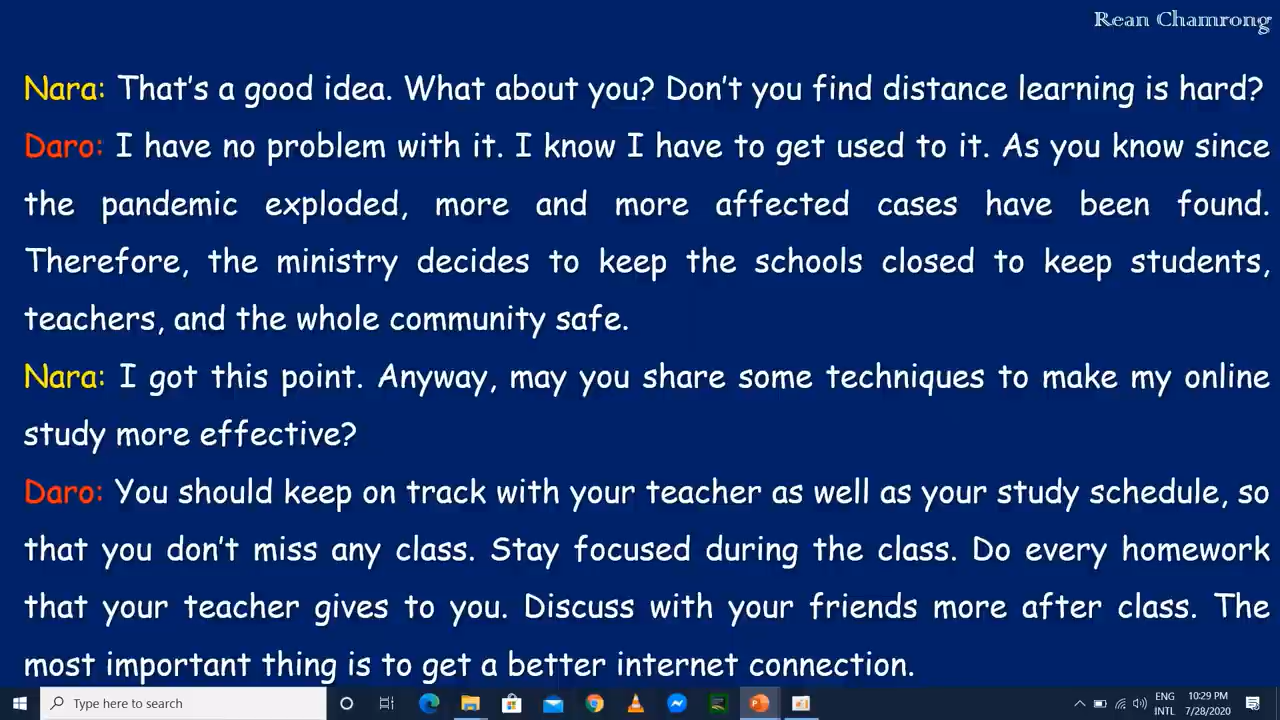 Rean Chamrong
Nara: That's a good idea. What about you? Don't you find distance learning is hard?
Daro: I have no problem with it. I know I have to get used to it. As you know since
the pandemic exploded, more and more affected cases have been found.
Therefore, the ministry decides to keep the schools closed to keep students,
teachers, and the whole community safe.
Nara: I got this point. Anyway, may you share some techniques to make my online
study more effective?
Daro: You should keep on track with your teacher as well as your study schedule, so
that you don't miss any class. Stay focused during the class. Do every homework
that your teacher gives to you. Discuss with your friends more after class. The
most important thing is to get a better internet connection.
Type here to search
ENG
INTL
10:29 PM
7/28/2020